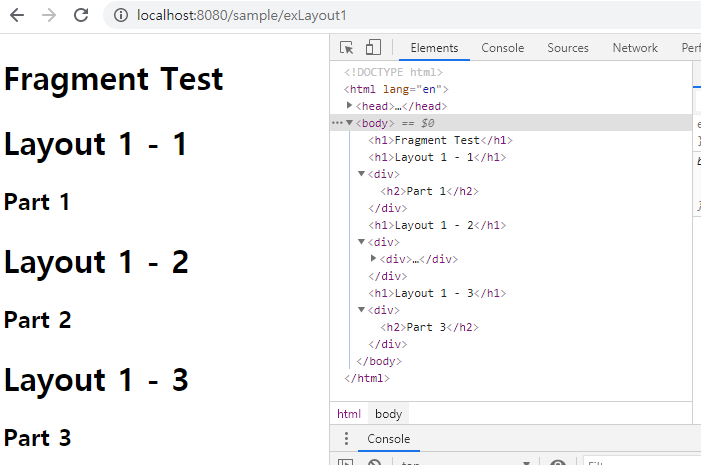 localhost:8080/sample/exLayout1
Fragment Test
Layout 1 - 1
Part 1
Layout 1 - 2
Part 2
Layout 1 - 3
Part 3
Elements Console Sources Network Perf
<!DOCTYPE html>
<html lang="en">
<head>…</head>
<body> == $0
<h1>Fragment Test</h1>
<h1>Layout 1 - 1</h1>
<div>
<h2>Part 1</h2>
</div>
<h1>Layout 1 - 2</h1>
<div>
<div>…</div>
</div>
<h1>Layout 1 - 3</h1>
<div>
<h2>Part 3</h2>
</div>
</body>
</html>
html body
Console